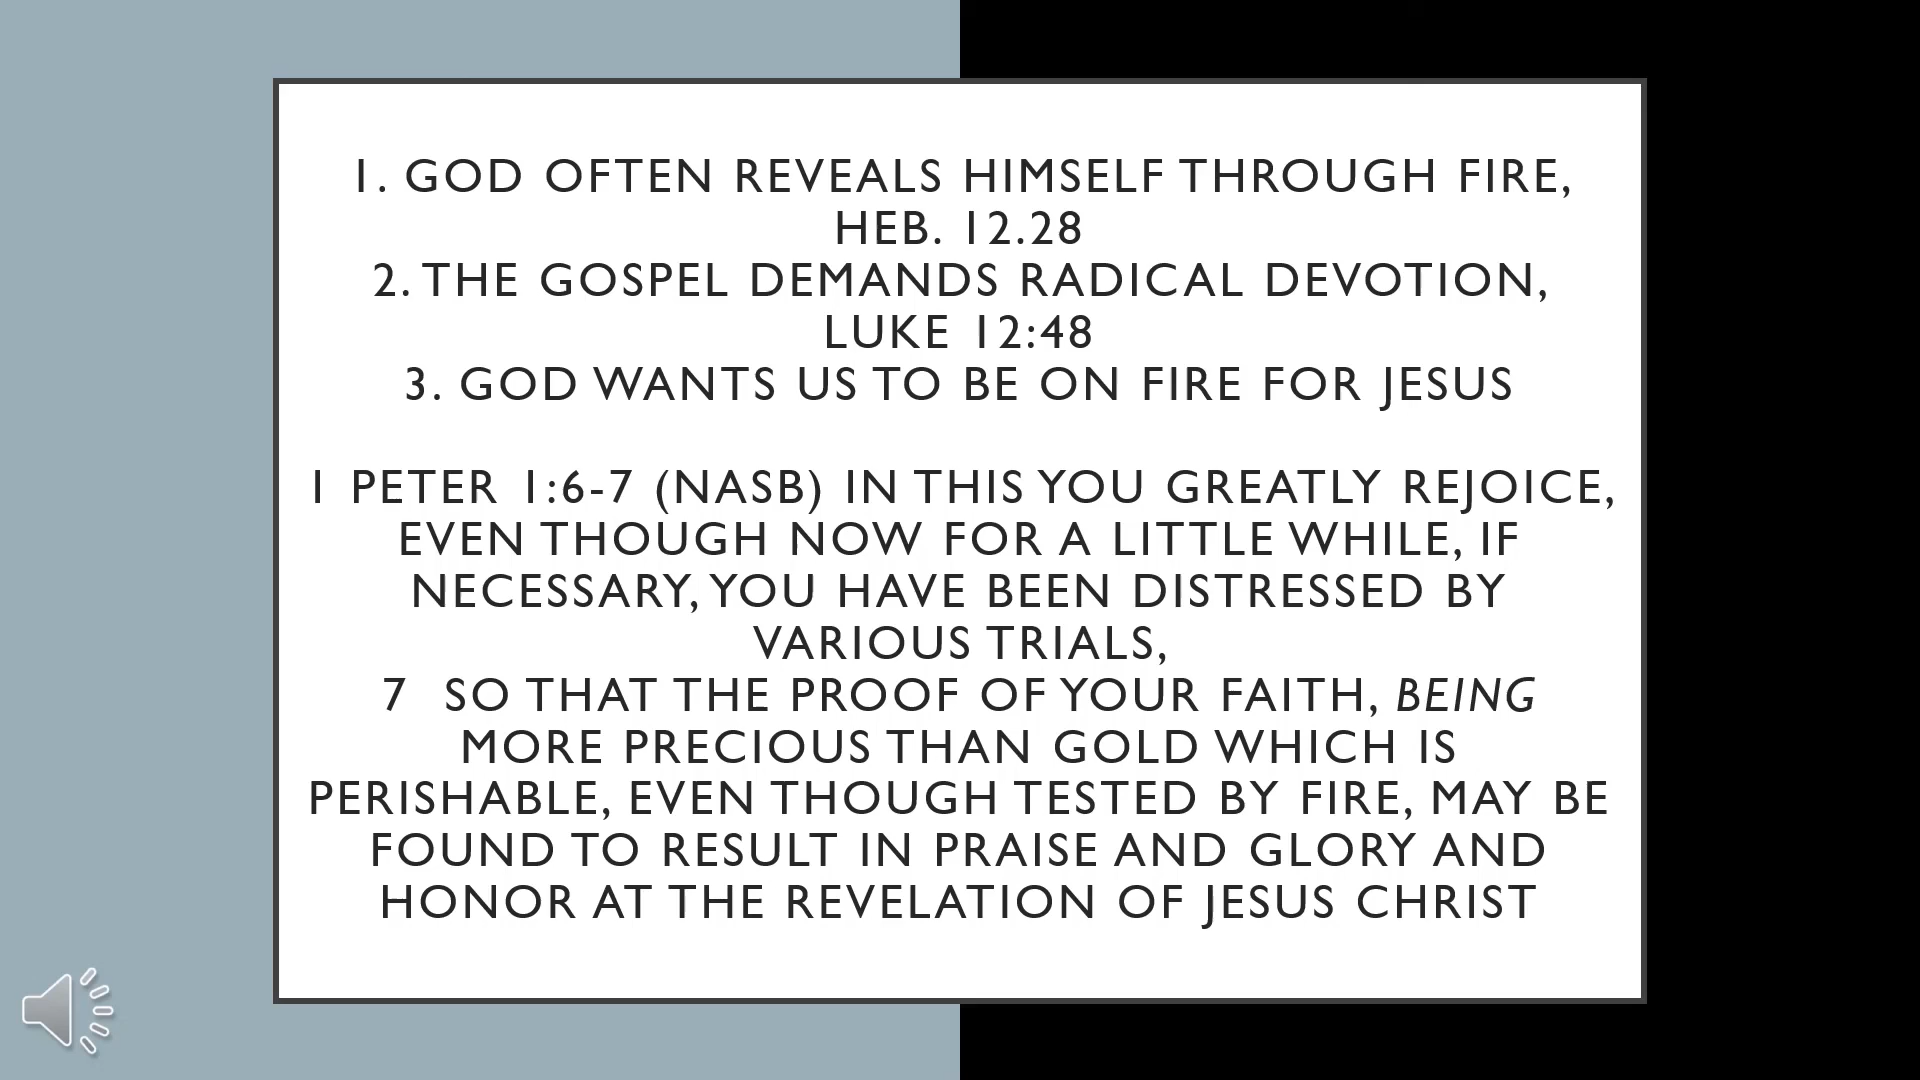 1. GOD OFTEN REVEALS HIMSELF THROUGH FIRE,
HEB. 12.28
2. THE GOSPEL DEMANDS RADICAL DEVOTION,
LUKE 12:48
3. GOD WANTS US TO BE ON FIRE FOR JESUS
1 PETER 1:6-7 (NASB) IN THIS YOU GREATLY REJOICE,
EVEN THOUGH NOW FOR A LITTLE WHILE, IF
NECESSARY, YOU HAVE BEEN DISTRESSED BY
VARIOUS TRIALS,
7 SO THAT THE PROOF OF YOUR FAITH, BEING
MORE PRECIOUS THAN GOLD WHICH IS
PERISHABLE, EVEN THOUGH TESTED BY FIRE, MAY BE
FOUND TO RESULT IN PRAISE AND GLORY AND
HONOR AT THE REVELATION OF JESUS CHRIST